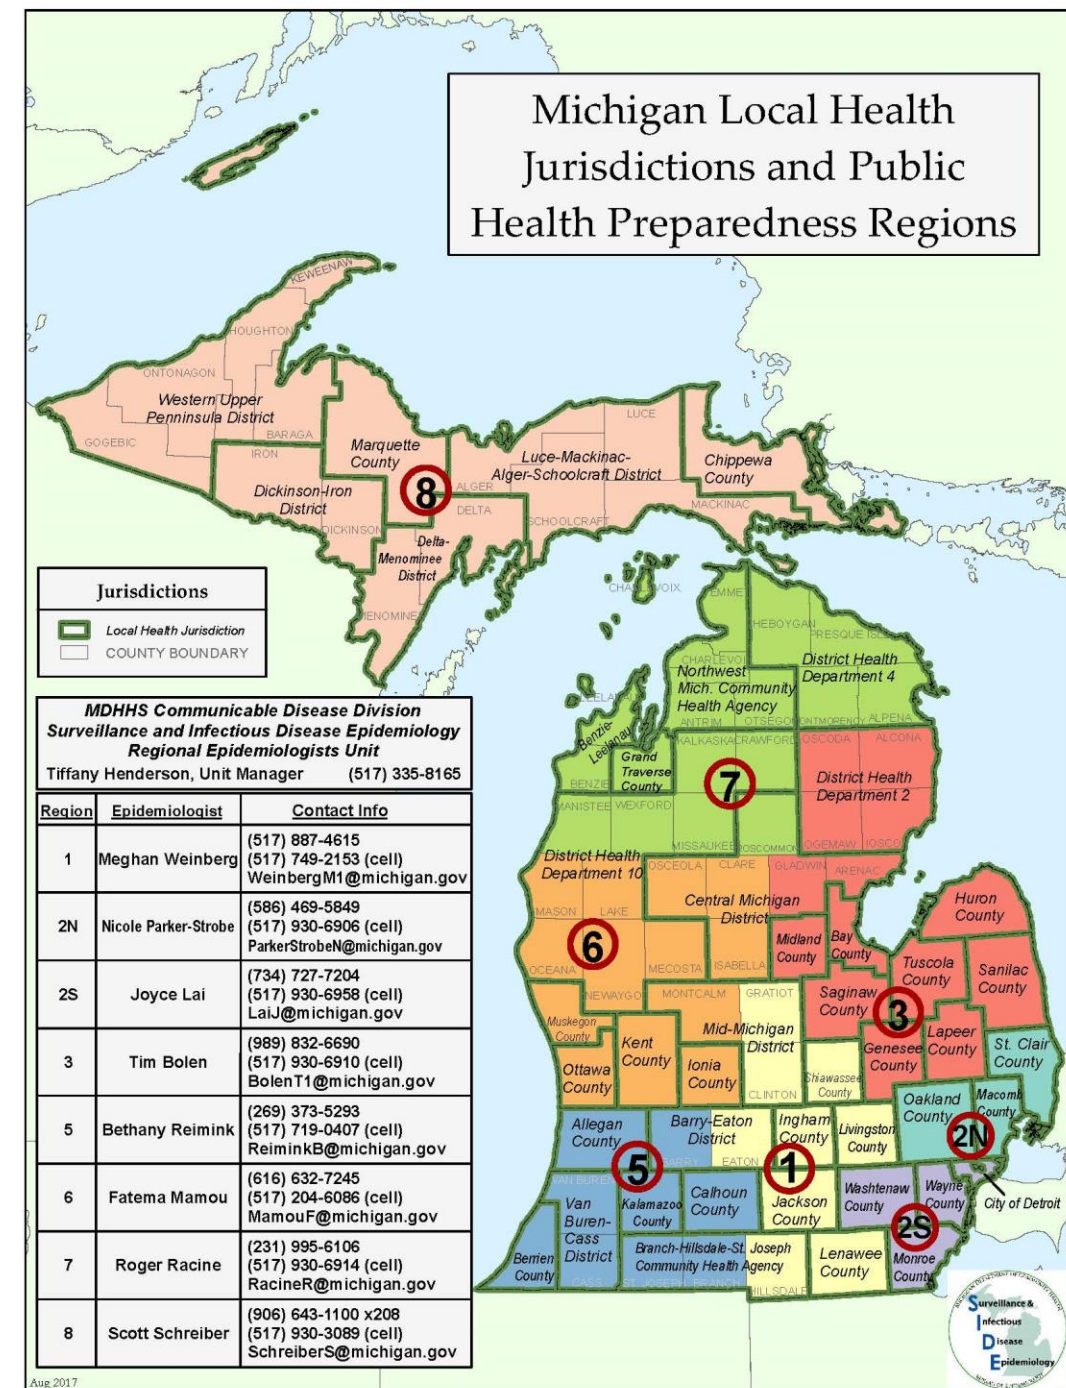 Michigan Local Health
Jurisdictions and Public
Health Preparedness Regions
KEWEENAW
HOUGHTON
ONTONAGON
Western Upper
Penninsula District
GOGEBIC
BARAGA
IRON
Marquette
County
LUCE
Luce-Mackinac-
Alger-Schoolcraft District
Chippewa
County
Dickinson-Iron
District
8
ALGER
DELTA
SCHOOLCRAFT
MACKINAC
DICKINSON
Delta-
Menominee
District
MENOMINEE
Jurisdictions
Local Health Jurisdiction
COUNTY BOUNDARY
CHARLEVOIX
EMMET
CHEBOYGAN
PRESQUE ISLE
CHARLEVOIX
Northwest
Mich. Community
Health Agency
District Health
Department 4
LEELANAU
Benzie-
Leelanau
ANTRIM
OTSEGO
MONTMORENCY
ALPENA
KALKASKA
CRAWFORD
OSCODA
ALCONA
Grand
Traverse
County
BENZIE
7
District Health
Department 2
MANISTEE
WEXFORD
MISSAUKEE
ROSCOMMON
OGEMAW
IOSCO
District Health
Department 10
OSCEOLA
CLARE
GLADWIN
ARENAC
Central Michigan
District
Huron
County
MASON
LAKE
6
Midland
County
Bay
County
OCEANA
MECOSTA
ISABELLA
Tuscola
County
Sanilac
County
NEWAYGO
MONTCALM
GRATIOT
Saginaw
County
3
Muskegon
County
Mid-Michigan
District
Kent
County
Genesee
County
Lapeer
County
St. Clair
County
Ottawa
County
Ionia
County
CLINTON
Shiawassee
County
Oakland
County
Macomb
County
Allegan
County
Barry-Eaton
District
Ingham
County
Livingston
County
2N
BARRY
EATON
5
1
VAN BUREN
Van
Buren-
Cass
District
Kalamazoo
County
Calhoun
County
Jackson
County
Washtenaw
County
Wayne
County
City of Detroit
2S
Berrien
County
Branch-Hillsdale-St. Joseph
Community Health Agency
Lenawee
County
Monroe
County
CASS
ST JOSEPH
BRANCH
HILLSDALE
MDHHS Communicable Disease Division
Surveillance and Infectious Disease Epidemiology
Regional Epidemiologists Unit
Tiffany Henderson, Unit Manager (517) 335-8165
Region Epidemiologist Contact Info
1 Meghan Weinberg (517) 887-4615
(517) 749-2153 (cell)
WeinbergM1@michigan.gov
2N Nicole Parker-Strobe (586) 469-5849
(517) 930-6906 (cell)
ParkerStrobeN@michigan.gov
2S Joyce Lai (734) 727-7204
(517) 930-6958 (cell)
LaiJ@michigan.gov
3 Tim Bolen (989) 832-6690
(517) 930-6910 (cell)
BolenT1@michigan.gov
5 Bethany Reimink (269) 373-5293
(517) 719-0407 (cell)
ReiminkB@michigan.gov
6 Fatema Mamou (616) 632-7245
(517) 204-6086 (cell)
MamouF@michigan.gov
7 Roger Racine (231) 995-6106
(517) 930-6914 (cell)
RacineR@michigan.gov
8 Scott Schreiber (906) 643-1100 x208
(517) 930-3089 (cell)
SchreiberS@michigan.gov
Surveillance &
Infectious
Disease
Epidemiology
Aug 2017